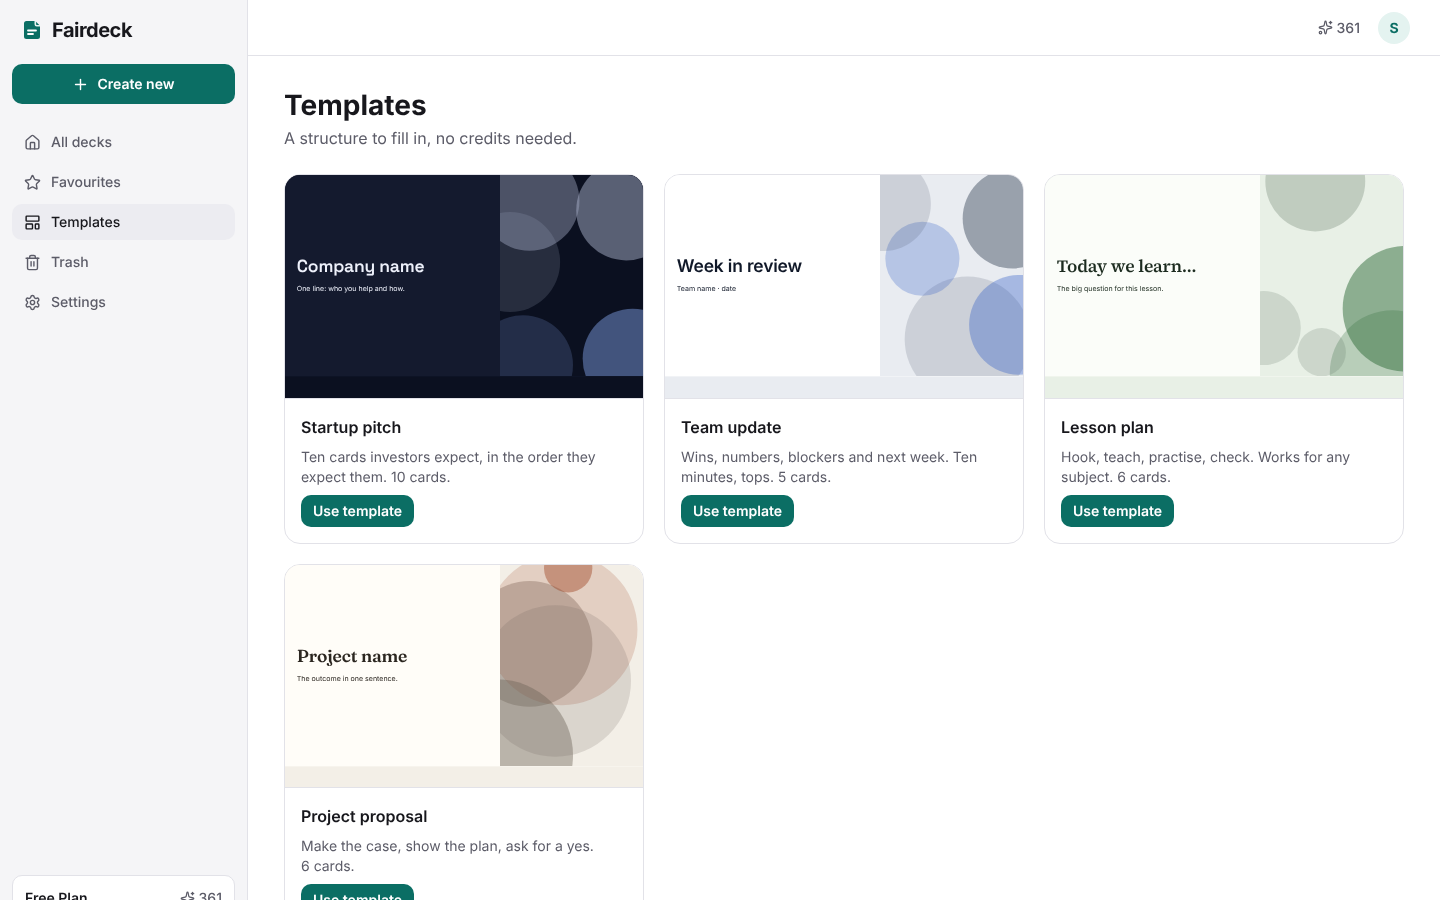 Fairdeck
361
S
Create new
All decks
Favourites
Templates
Trash
Settings
Templates
A structure to fill in, no credits needed.
Company name
One line: who you help and how.
Startup pitch
Ten cards investors expect, in the order they
expect them. 10 cards.
Use template
Week in review
Team name · date
Team update
Wins, numbers, blockers and next week. Ten
minutes, tops. 5 cards.
Use template
Today we learn...
The big question for this lesson.
Lesson plan
Hook, teach, practise, check. Works for any
subject. 6 cards.
Use template
Project name
The outcome in one sentence.
Project proposal
Make the case, show the plan, ask for a yes.
6 cards.
Use template
Free Plan
361